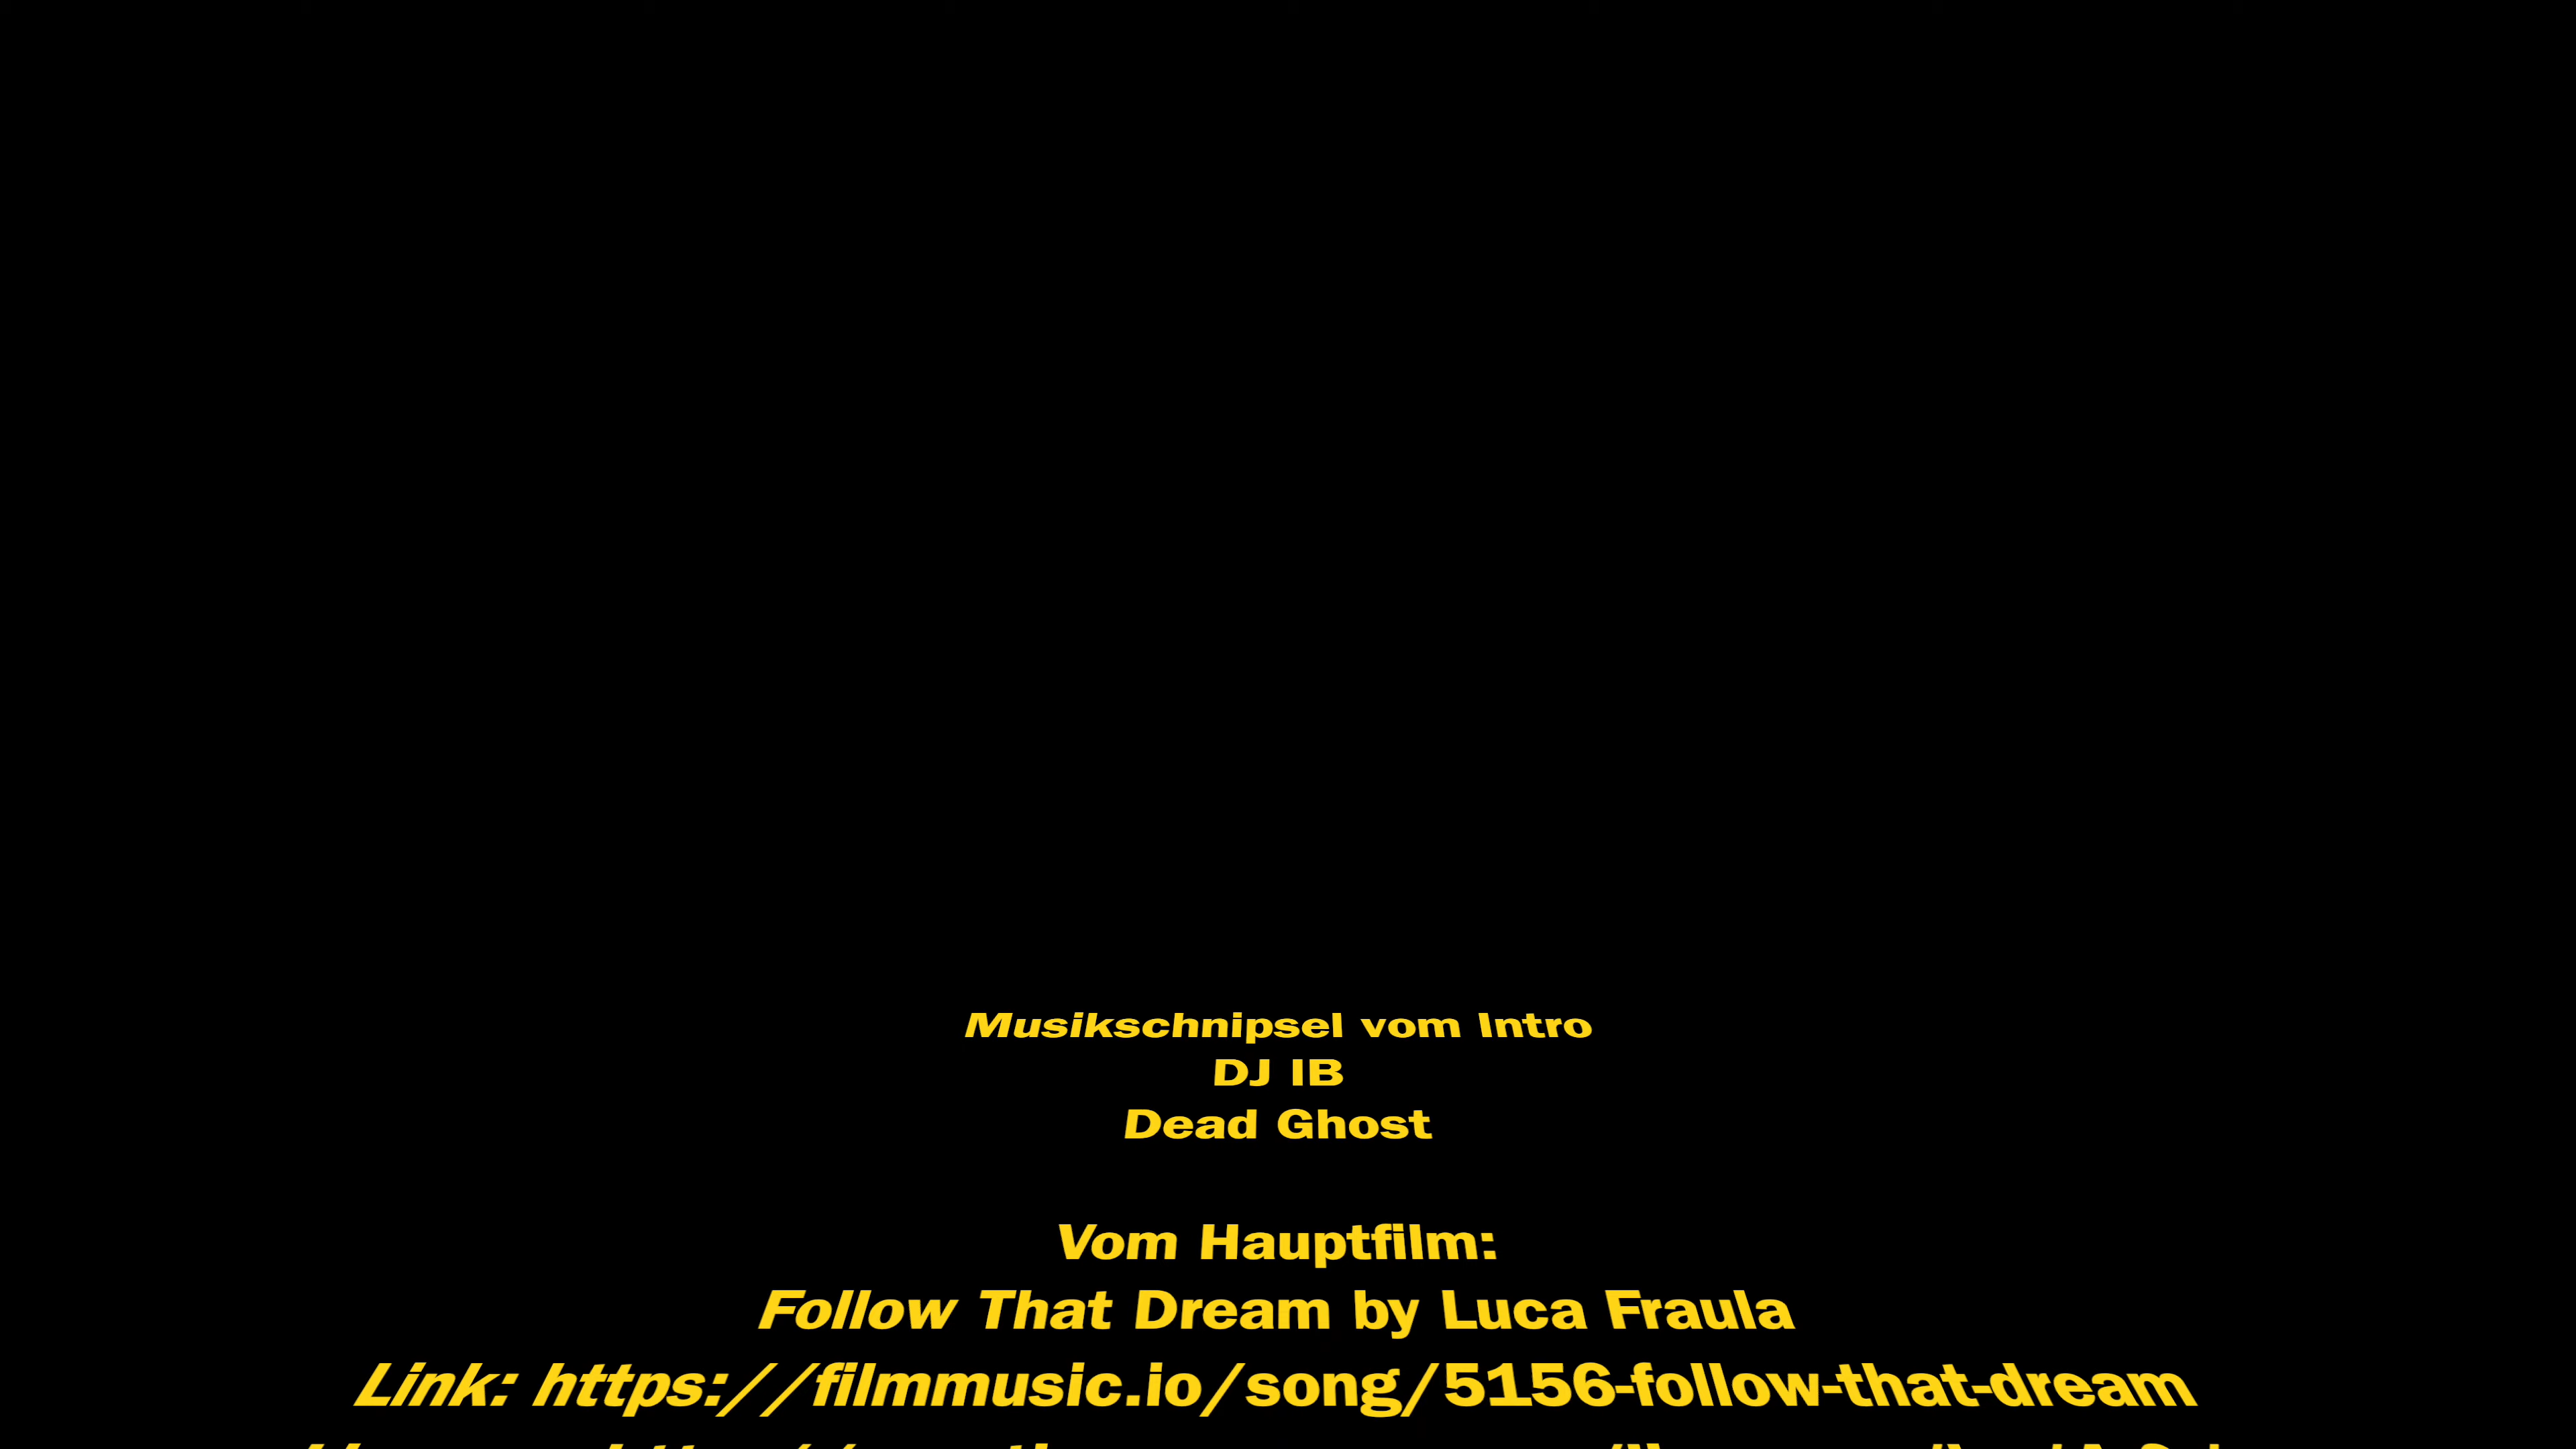 Musikschnipsel vom Intro
DJ IB
Dead Ghost
Vom Hauptfilm:
Follow That Dream by Luca Fraula
Link: https://filmmusic.io/song/5156-follow-that-dream